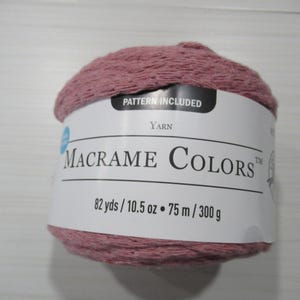 PATTERN INCLUDED
YARN
MACRAME COLORS™
82 yds / 10.5 oz • 75 m / 300 g